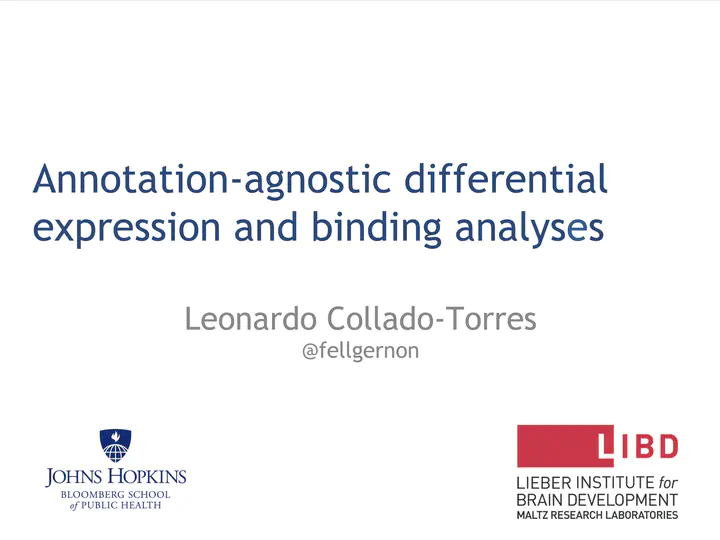 Annotation-agnostic differential
expression and binding analyses
Leonardo Collado-Torres
@fellgernon
JOHNS HOPKINS
BLOOMBERG SCHOOL
of PUBLIC HEALTH
LIBD
LIEBER INSTITUTE for
BRAIN DEVELOPMENT
MALTZ RESEARCH LABORATORIES